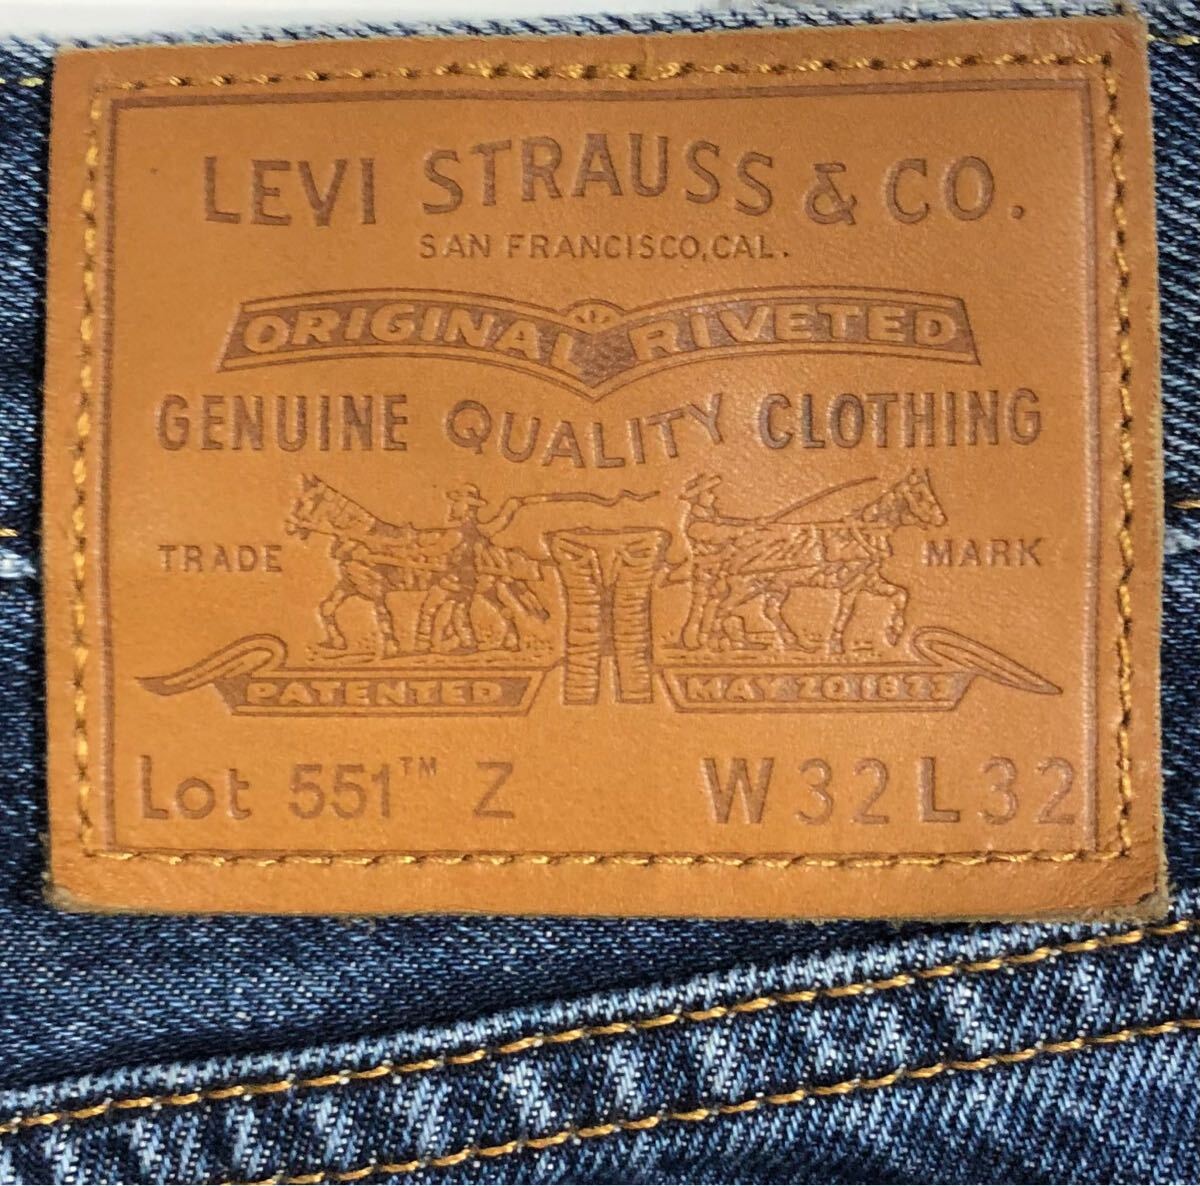 LEVI STRAUSS & CO.
SAN FRANCISCO, CAL.
ORIGINAL RIVETED
GENUINE QUALITY CLOTHING
TRADE MARK
PATENTED MAY 20 1873
Lot 551™ Z W32 L32